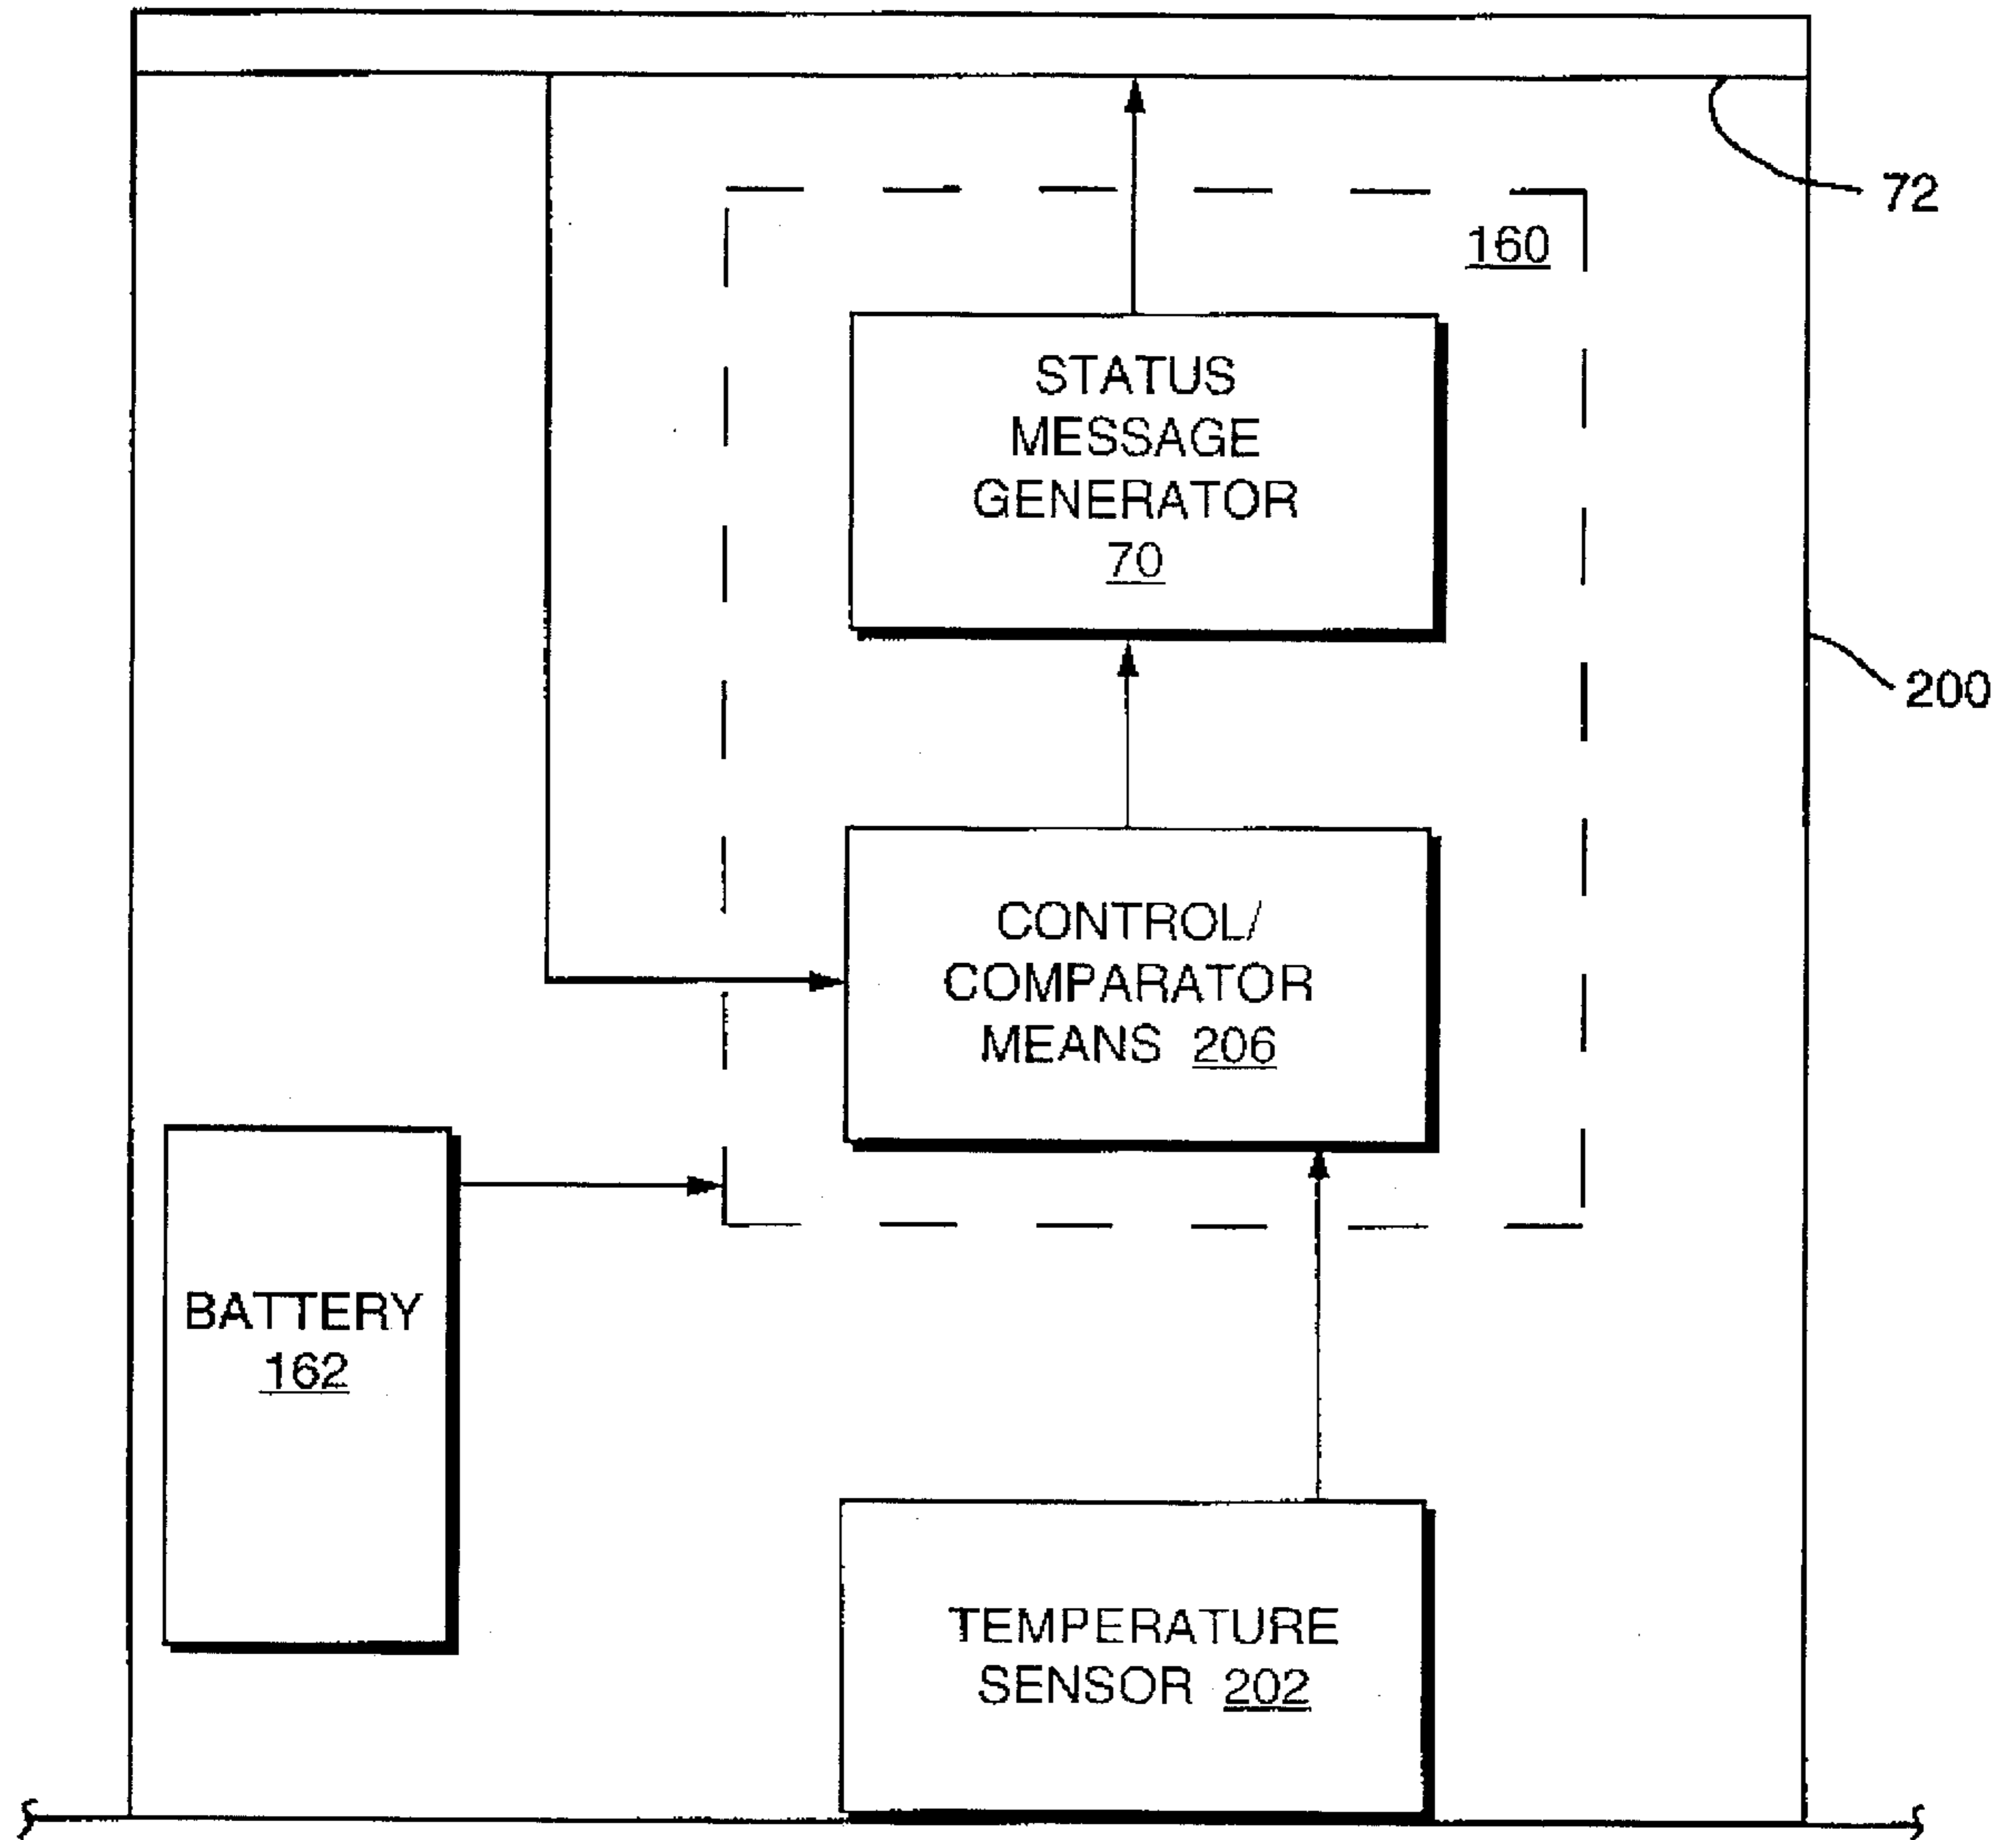 72
160
STATUS
MESSAGE
GENERATOR
70
200
CONTROL/
COMPARATOR
MEANS 206
BATTERY
162
TEMPERATURE
SENSOR 202